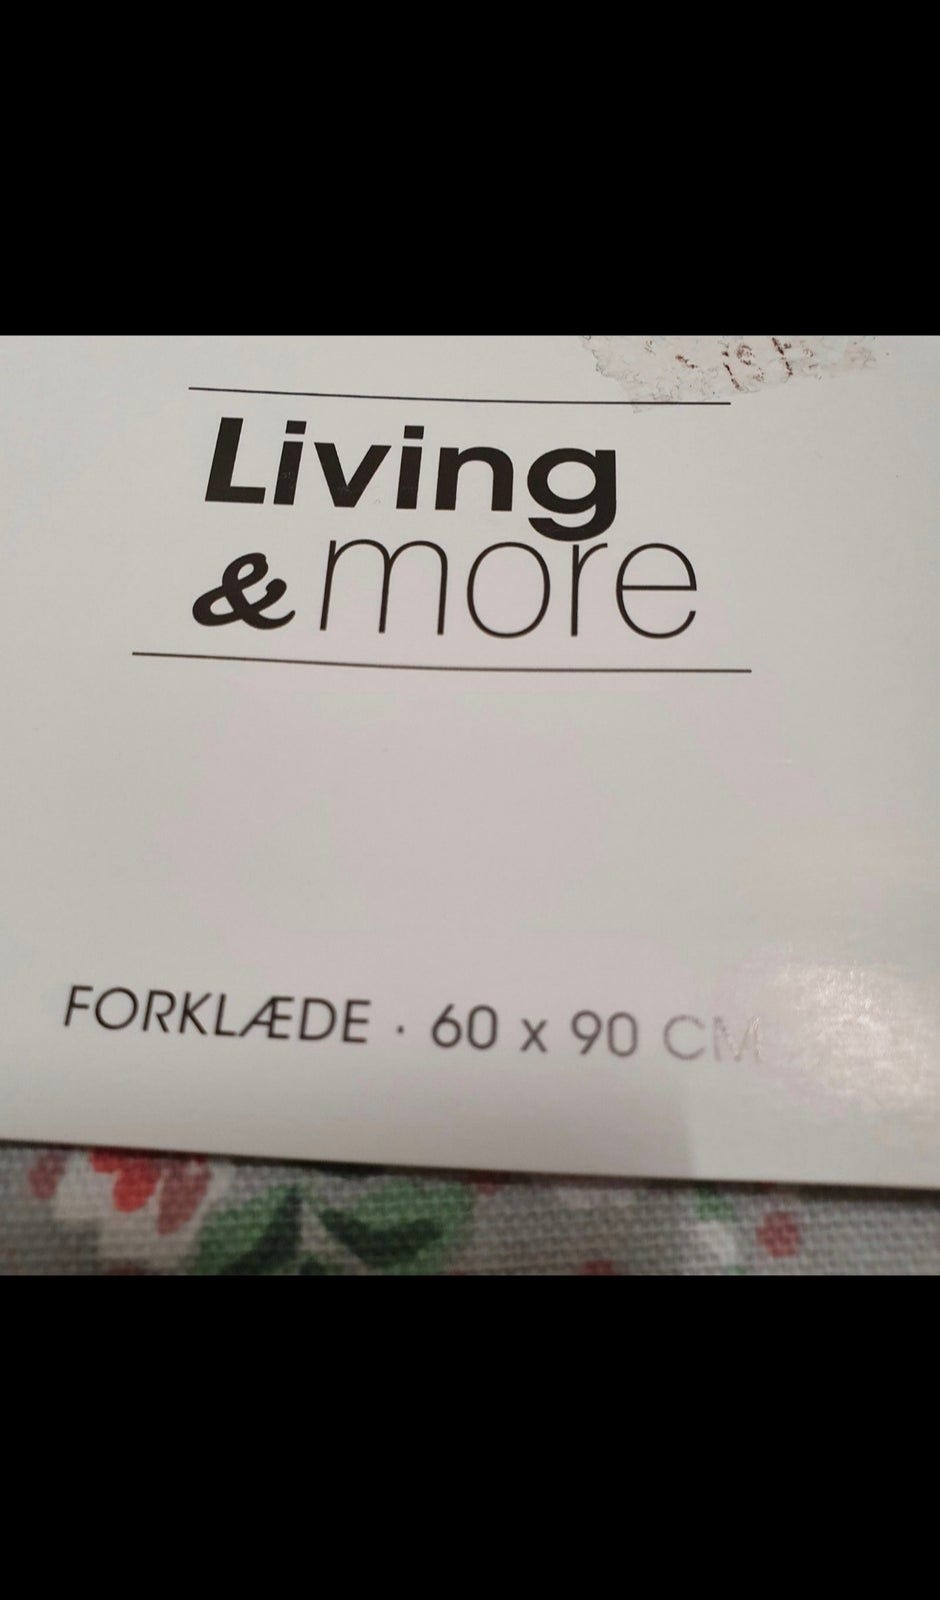 Living
& more
FORKLÆDE · 60 x 90 CM